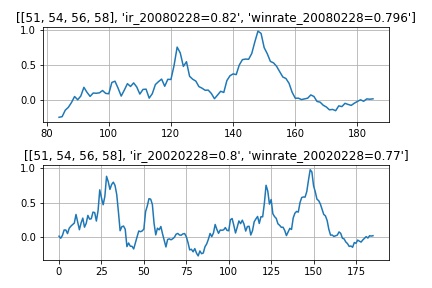 [[51, 54, 56, 58], 'ir_20080228=0.82', 'winrate_20080228=0.796']
1.0
0.5
0.0
80 100 120 140 160 180
[[51, 54, 56, 58], 'ir_20020228=0.8', 'winrate_20020228=0.77']
1.0
0.5
0.0
0 25 50 75 100 125 150 175